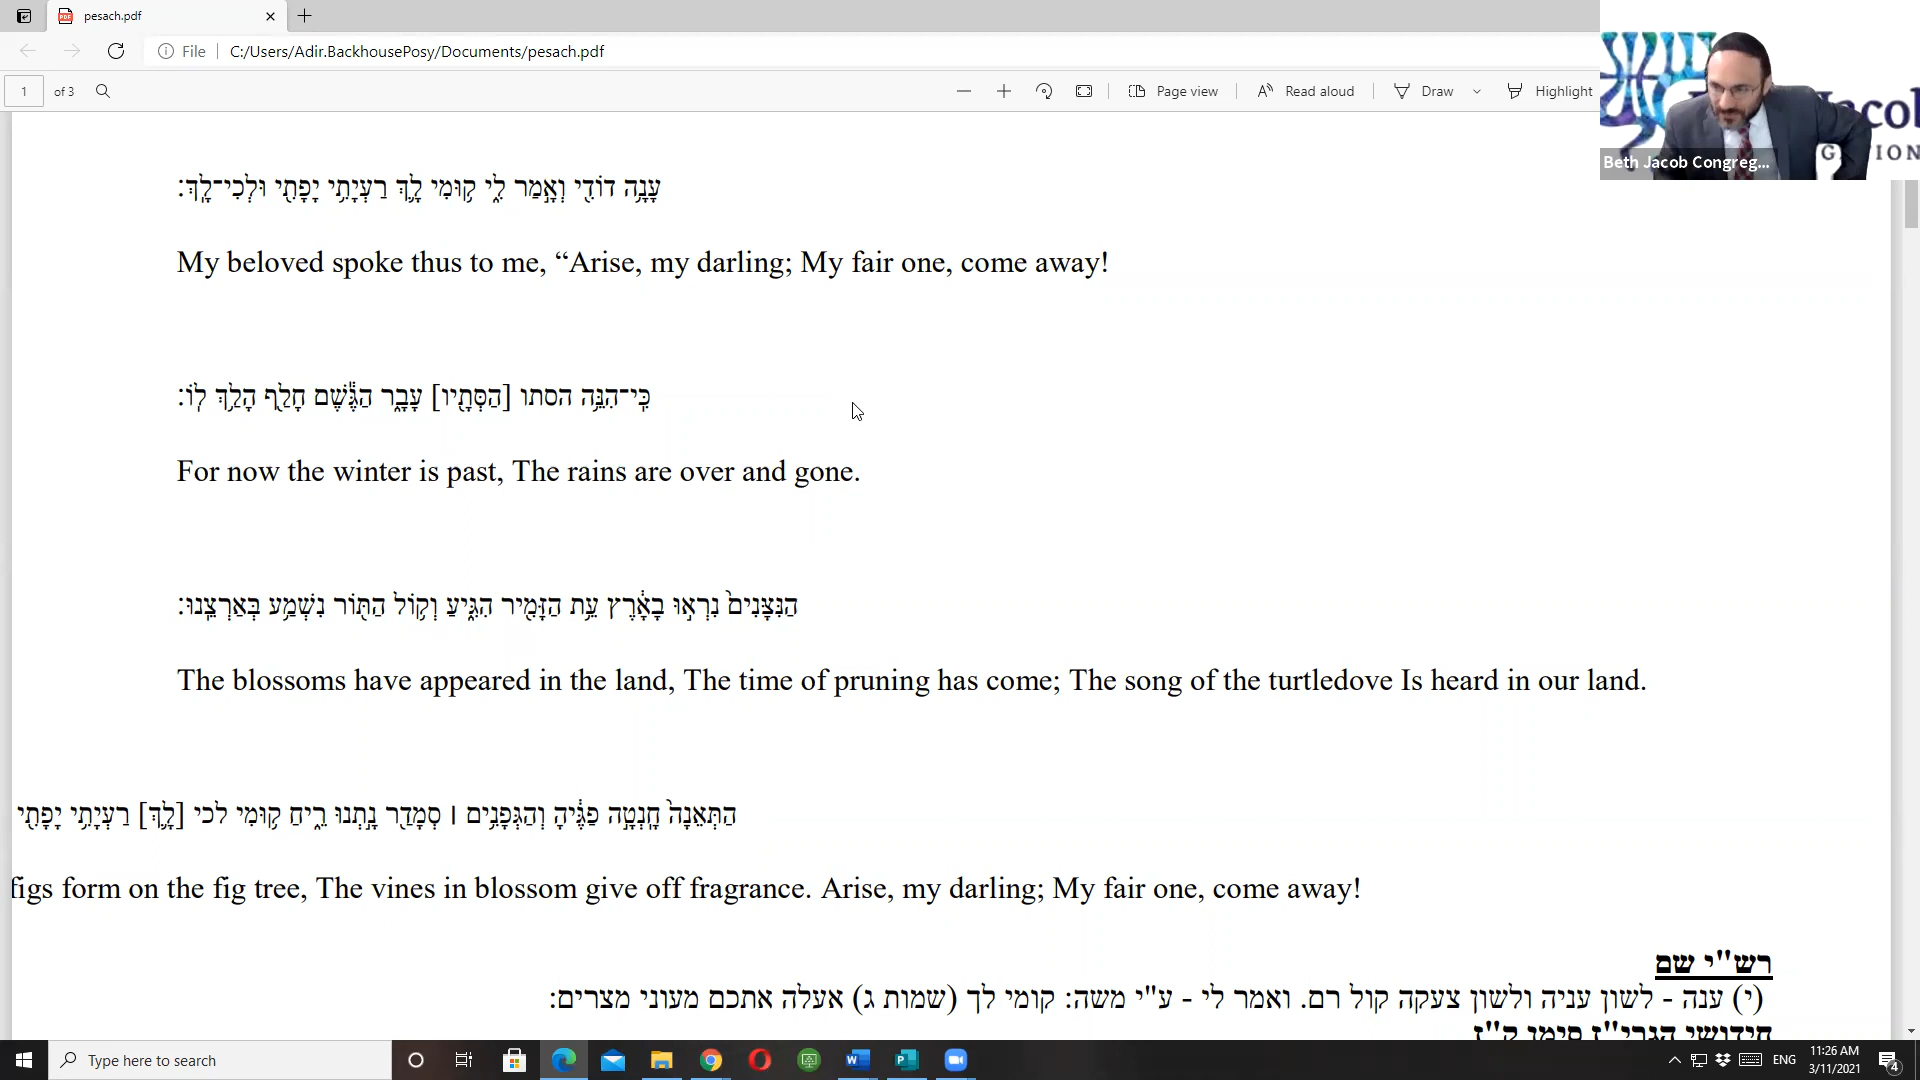 pesach.pdf
File
C:/Users/Adir.BackhousePosy/Documents/pesach.pdf
1 of 3
Page view
Read aloud
Draw
Highlight
Beth Jacob Congreg...
עָנָ֥ה דוֹדִ֖י וְאָ֣מַר לִ֑י ק֥וּמִי לָ֛ךְ רַעְיָתִ֥י יָפָתִ֖י וּלְכִי־לָֽךְ׃
My beloved spoke thus to me, “Arise, my darling; My fair one, come away!
כִּֽי־הִנֵּ֥ה הסתו [הַסְּתָ֖יו] עָבָ֑ר הַגֶּ֕שֶׁם חָלַ֖ף הָלַ֥ךְ לֽוֹ׃
For now the winter is past, The rains are over and gone.
הַנִּצָּנִים֙ נִרְא֣וּ בָאָ֔רֶץ עֵ֥ת הַזָּמִ֖יר הִגִּ֑יעַ וְק֥וֹל הַתּ֖וֹר נִשְׁמַ֥ע בְּאַרְצֵֽנוּ׃
The blossoms have appeared in the land, The time of pruning has come; The song of the turtledove Is heard in our land.
הַתְּאֵנָה֙ חָֽנְטָ֣ה פַגֶּ֔יהָ וְהַגְּפָנִ֥ים ׀ סְמָדַ֖ר נָ֣תְנוּ רֵ֑יחַ ק֥וּמִי לכי [לָ֛ךְ] רַעְיָתִ֥י יָפָתִ֖י
figs form on the fig tree, The vines in blossom give off fragrance. Arise, my darling; My fair one, come away!
רש"י שם
(י) ענה - לשון עניה ולשון צעקה קול רם. ואמר לי - ע"י משה: קומי לך (שמות ג) אעלה אתכם מעוני מצרים:
חידושי הגרי"ז סימן ק"ז
Type here to search
ENG
11:26 AM
3/11/2021
4